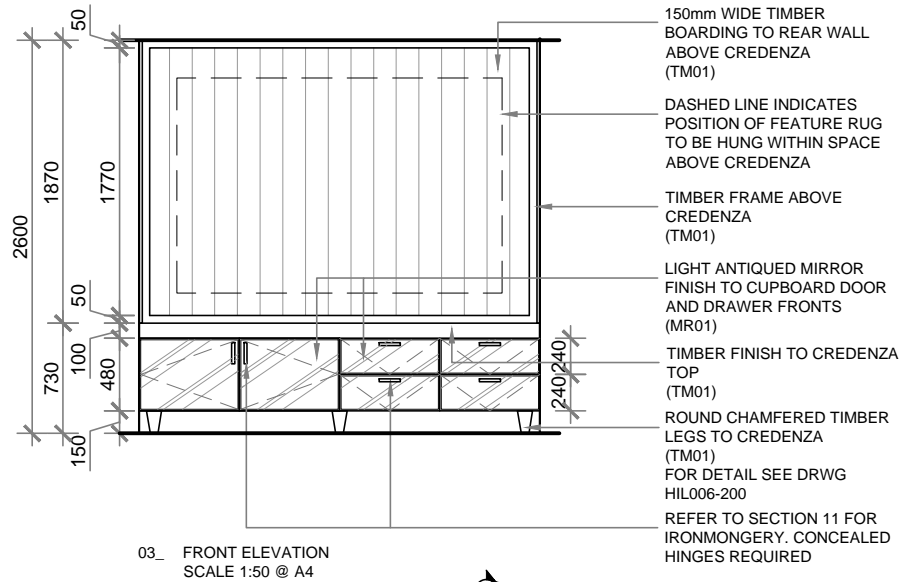 50
2600
1870
1770
50
730
100
480
150
240
240
150mm WIDE TIMBER
BOARDING TO REAR WALL
ABOVE CREDENZA
(TM01)
DASHED LINE INDICATES
POSITION OF FEATURE RUG
TO BE HUNG WITHIN SPACE
ABOVE CREDENZA
TIMBER FRAME ABOVE
CREDENZA
(TM01)
LIGHT ANTIQUED MIRROR
FINISH TO CUPBOARD DOOR
AND DRAWER FRONTS
(MR01)
TIMBER FINISH TO CREDENZA
TOP
(TM01)
ROUND CHAMFERED TIMBER
LEGS TO CREDENZA
(TM01)
FOR DETAIL SEE DRWG
HIL006-200
REFER TO SECTION 11 FOR
IRONMONGERY. CONCEALED
HINGES REQUIRED
03_ FRONT ELEVATION
SCALE 1:50 @ A4